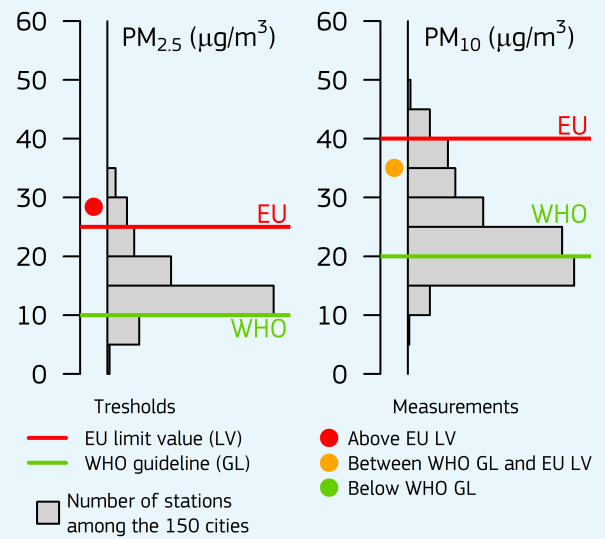 PM2.5 (µg/m³)
60
50
40
30
20
10
0
EU
WHO
PM10 (µg/m³)
60
50
40
30
20
10
0
EU
WHO
Tresholds
EU limit value (LV)
WHO guideline (GL)
Number of stations
among the 150 cities
Measurements
Above EU LV
Between WHO GL and EU LV
Below WHO GL